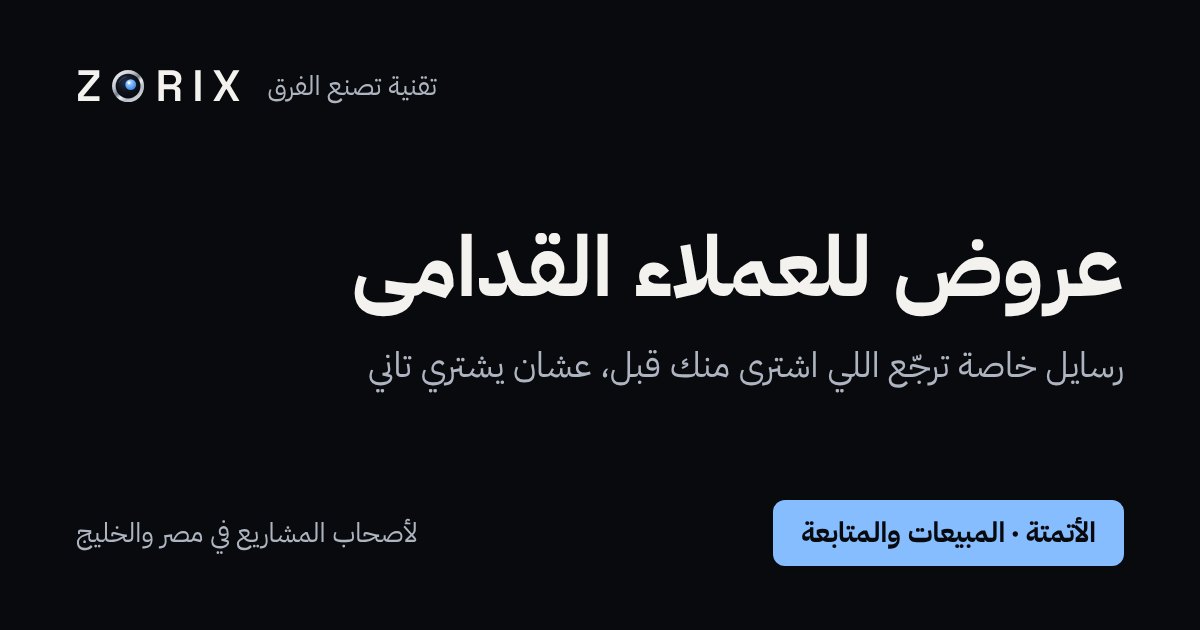 ZORIX تقنية تصنع الفرق
عروض للعملاء القدامى
رسايل خاصة ترجّع اللي اشترى منك قبل، عشان يشتري تاني
الأتمتة · المبيعات والمتابعة
لأصحاب المشاريع في مصر والخليج